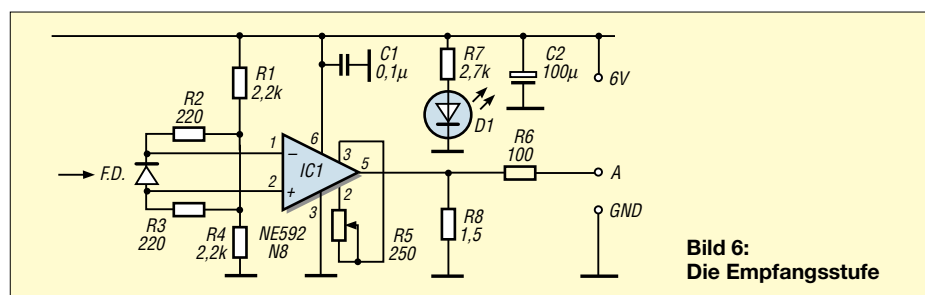 R1
2,2k
R2
220
F.D.
R3
220
R4
2,2k
1
2
6
3
5
2
3
IC1
NE592
N8
R5
250
C1
0,1µ
R7
2,7k
D1
C2
100µ
6V
R6
100
A
R8
1,5
GND
Bild 6:
Die Empfangsstufe